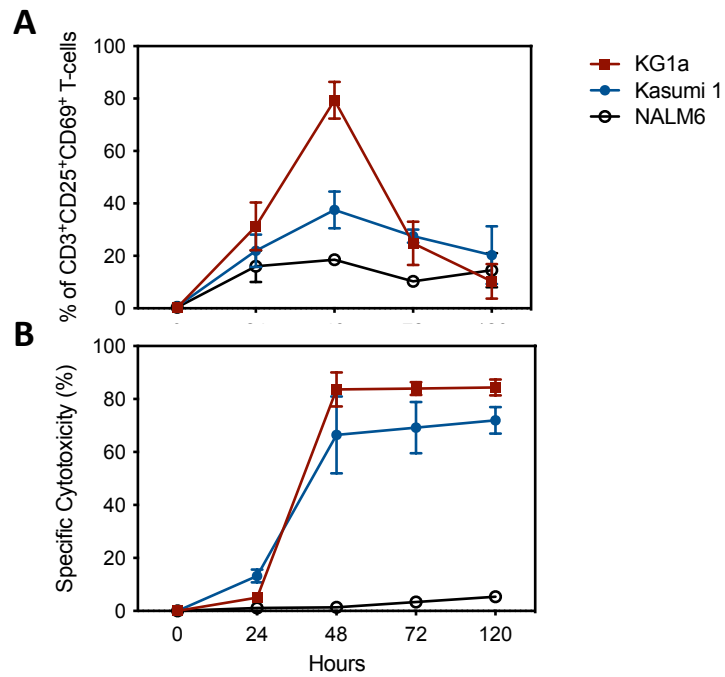 A
% of CD3⁺CD25⁺CD69⁺ T-cells
100
80
60
40
20
0
KG1a
Kasumi 1
NALM6
B
Specific Cytotoxicity (%)
100
80
60
40
20
0
0 24 48 72 120
Hours